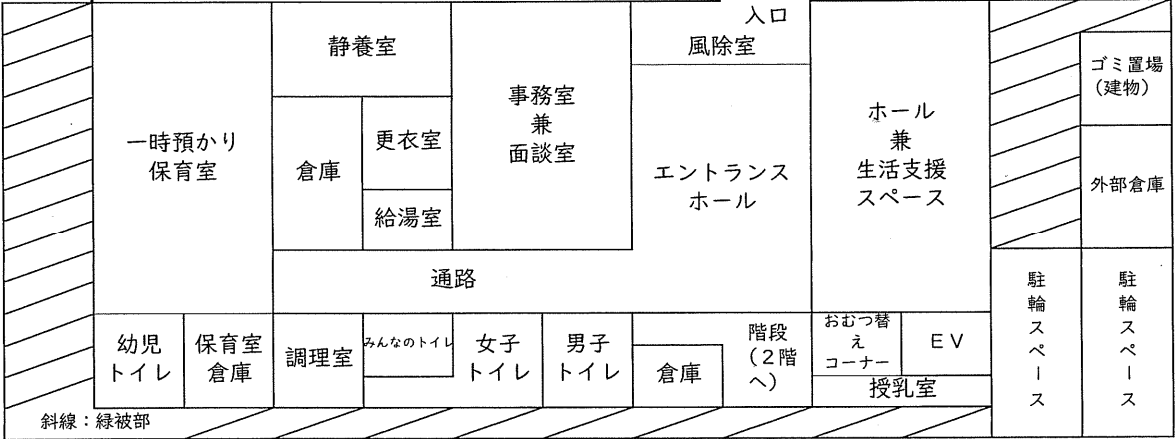 入口
風除室
静養室
ゴミ置場
（建物）
事務室
兼
面談室
ホール
兼
生活支援
スペース
一時預かり
保育室
更衣室
倉庫
エントランス
ホール
外部倉庫
給湯室
通路
駐輪スペース
駐輪スペース
幼児
トイレ
保育室
倉庫
調理室
みんなのトイレ
女子
トイレ
男子
トイレ
倉庫
階段
（２階
へ）
おむつ替
え
コーナー
ＥＶ
授乳室
斜線：緑被部